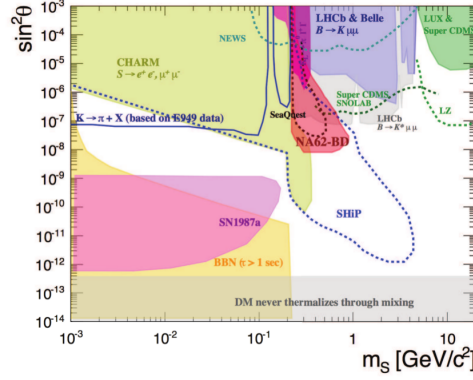 sin²θ
10⁻³
10⁻⁴
10⁻⁵
10⁻⁶
10⁻⁷
10⁻⁸
10⁻⁹
10⁻¹⁰
10⁻¹¹
10⁻¹²
10⁻¹³
10⁻¹⁴
NEWS
CHARM
S → e⁺ e⁻, μ⁺ μ⁻
LHCb & Belle
B → K μμ
LUX &
Super CDMS
Super CDMS
SNOLAB
SeaQuest
LHCb
B → K* μμ
LZ
K → π + X (based on E949 data)
NA62-BD
SHiP
SN1987a
BBN (τ > 1 sec)
DM never thermalizes through mixing
10⁻³
10⁻²
10⁻¹
1
10
m_S [GeV/c²]